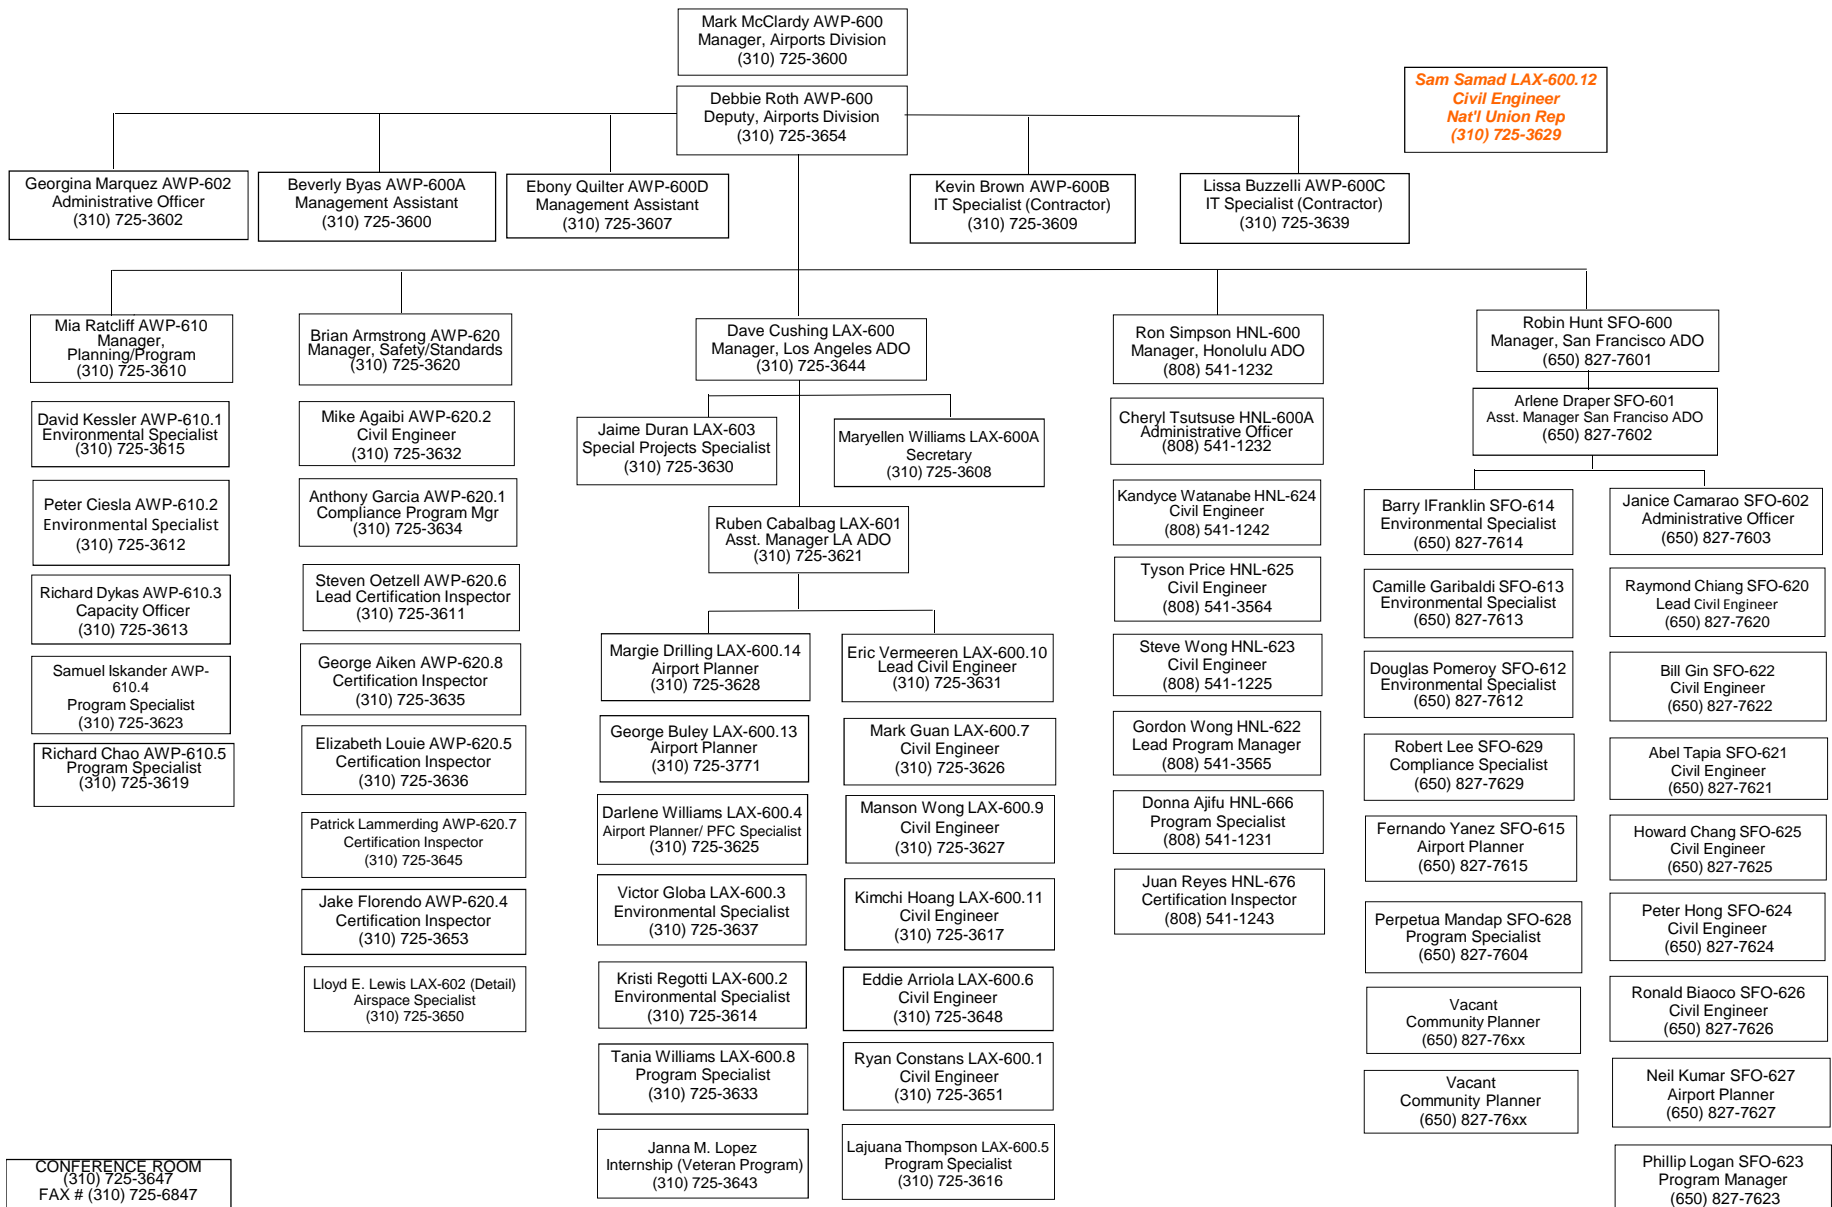 Mark McClardy AWP-600
Manager, Airports Division
(310) 725-3600
Debbie Roth AWP-600
Deputy, Airports Division
(310) 725-3654
Sam Samad LAX-600.12
Civil Engineer
Nat'l Union Rep
(310) 725-3629
Georgina Marquez AWP-602
Administrative Officer
(310) 725-3602
Beverly Byas AWP-600A
Management Assistant
(310) 725-3600
Ebony Quilter AWP-600D
Management Assistant
(310) 725-3607
Kevin Brown AWP-600B
IT Specialist (Contractor)
(310) 725-3609
Lissa Buzzelli AWP-600C
IT Specialist (Contractor)
(310) 725-3639
Mia Ratcliff AWP-610
Manager,
Planning/Program
(310) 725-3610
David Kessler AWP-610.1
Environmental Specialist
(310) 725-3615
Peter Ciesla AWP-610.2
Environmental Specialist
(310) 725-3612
Richard Dykas AWP-610.3
Capacity Officer
(310) 725-3613
Samuel Iskander AWP-
610.4
Program Specialist
(310) 725-3623
Richard Chao AWP-610.5
Program Specialist
(310) 725-3619
Brian Armstrong AWP-620
Manager, Safety/Standards
(310) 725-3620
Mike Agaibi AWP-620.2
Civil Engineer
(310) 725-3632
Anthony Garcia AWP-620.1
Compliance Program Mgr
(310) 725-3634
Steven Oetzell AWP-620.6
Lead Certification Inspector
(310) 725-3611
George Aiken AWP-620.8
Certification Inspector
(310) 725-3635
Elizabeth Louie AWP-620.5
Certification Inspector
(310) 725-3636
Patrick Lammerding AWP-620.7
Certification Inspector
(310) 725-3645
Jake Florendo AWP-620.4
Certification Inspector
(310) 725-3653
Lloyd E. Lewis LAX-602 (Detail)
Airspace Specialist
(310) 725-3650
Dave Cushing LAX-600
Manager, Los Angeles ADO
(310) 725-3644
Jaime Duran LAX-603
Special Projects Specialist
(310) 725-3630
Maryellen Williams LAX-600A
Secretary
(310) 725-3608
Ruben Cabalbag LAX-601
Asst. Manager LA ADO
(310) 725-3621
Margie Drilling LAX-600.14
Airport Planner
(310) 725-3628
George Buley LAX-600.13
Airport Planner
(310) 725-3771
Darlene Williams LAX-600.4
Airport Planner/ PFC Specialist
(310) 725-3625
Victor Globa LAX-600.3
Environmental Specialist
(310) 725-3637
Kristi Regotti LAX-600.2
Environmental Specialist
(310) 725-3614
Tania Williams LAX-600.8
Program Specialist
(310) 725-3633
Janna M. Lopez
Internship (Veteran Program)
(310) 725-3643
Eric Vermeeren LAX-600.10
Lead Civil Engineer
(310) 725-3631
Mark Guan LAX-600.7
Civil Engineer
(310) 725-3626
Manson Wong LAX-600.9
Civil Engineer
(310) 725-3627
Kimchi Hoang LAX-600.11
Civil Engineer
(310) 725-3617
Eddie Arriola LAX-600.6
Civil Engineer
(310) 725-3648
Ryan Constans LAX-600.1
Civil Engineer
(310) 725-3651
Lajuana Thompson LAX-600.5
Program Specialist
(310) 725-3616
Ron Simpson HNL-600
Manager, Honolulu ADO
(808) 541-1232
Cheryl Tsutsuse HNL-600A
Administrative Officer
(808) 541-1232
Kandyce Watanabe HNL-624
Civil Engineer
(808) 541-1242
Tyson Price HNL-625
Civil Engineer
(808) 541-3564
Steve Wong HNL-623
Civil Engineer
(808) 541-1225
Gordon Wong HNL-622
Lead Program Manager
(808) 541-3565
Donna Ajifu HNL-666
Program Specialist
(808) 541-1231
Juan Reyes HNL-676
Certification Inspector
(808) 541-1243
Robin Hunt SFO-600
Manager, San Francisco ADO
(650) 827-7601
Arlene Draper SFO-601
Asst. Manager San Franciso ADO
(650) 827-7602
Barry lFranklin SFO-614
Environmental Specialist
(650) 827-7614
Camille Garibaldi SFO-613
Environmental Specialist
(650) 827-7613
Douglas Pomeroy SFO-612
Environmental Specialist
(650) 827-7612
Robert Lee SFO-629
Compliance Specialist
(650) 827-7629
Fernando Yanez SFO-615
Airport Planner
(650) 827-7615
Perpetua Mandap SFO-628
Program Specialist
(650) 827-7604
Vacant
Community Planner
(650) 827-76xx
Vacant
Community Planner
(650) 827-76xx
Janice Camarao SFO-602
Administrative Officer
(650) 827-7603
Raymond Chiang SFO-620
Lead Civil Engineer
(650) 827-7620
Bill Gin SFO-622
Civil Engineer
(650) 827-7622
Abel Tapia SFO-621
Civil Engineer
(650) 827-7621
Howard Chang SFO-625
Civil Engineer
(650) 827-7625
Peter Hong SFO-624
Civil Engineer
(650) 827-7624
Ronald Biaoco SFO-626
Civil Engineer
(650) 827-7626
Neil Kumar SFO-627
Airport Planner
(650) 827-7627
Phillip Logan SFO-623
Program Manager
(650) 827-7623
CONFERENCE ROOM
(310) 725-3647
FAX # (310) 725-6847